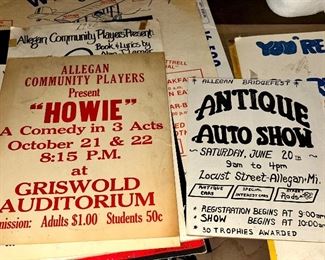 Allegan Community Players Present
Book & Lyrics by
Alan J. Lerner
ALLEGAN
COMMUNITY PLAYERS
Present
"HOWIE"
A Comedy in 3 Acts
October 21 & 22
8:15 P.M.
at
GRISWOLD
AUDITORIUM
mission: Adults $1.00 Students 50c
YOU'RE
ALLEGAN BRIDGEFEST
ANTIQUE
AUTO SHOW
SATURDAY, JUNE 20th
9am to 4pm
Locust Street-Allegan-Mi.
ANTIQUE CARS
SPECIAL INTEREST CARS
STREET Rods
• REGISTRATION BEGINS AT 9:00am
• SHOW BEGINS AT 10:00am
• 30 TROPHIES AWARDED